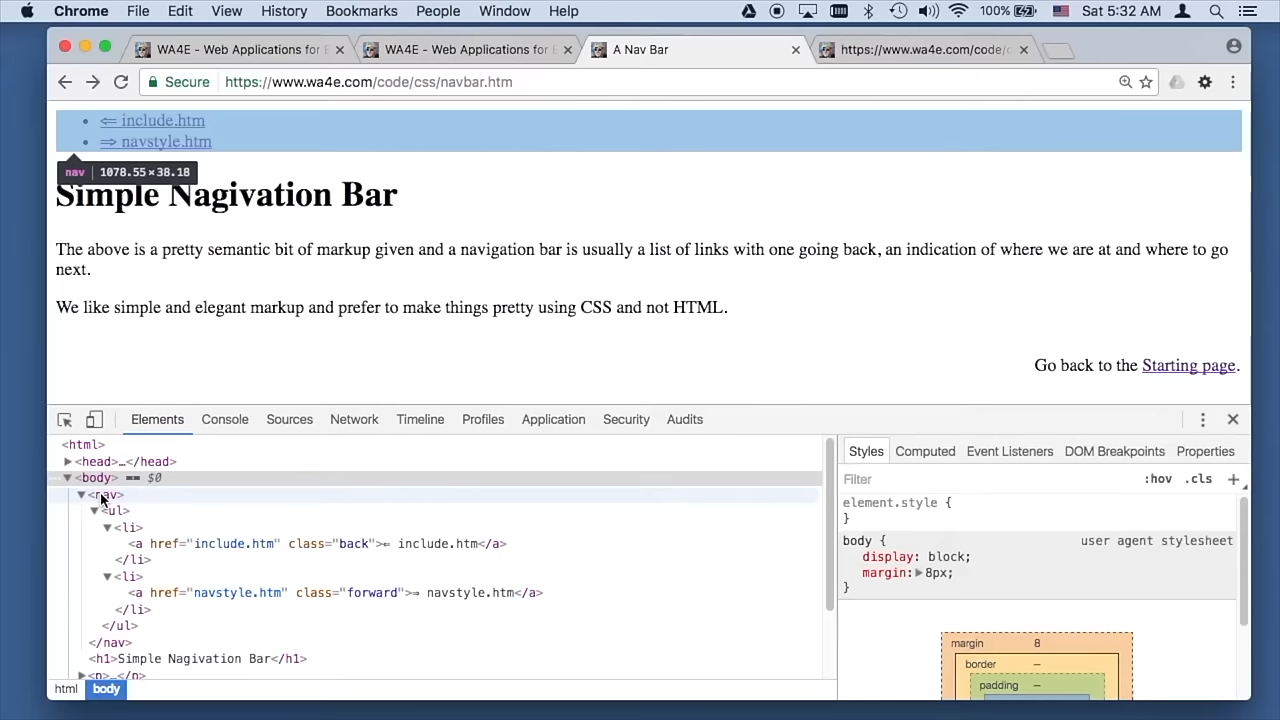 Chrome File Edit View History Bookmarks People Window Help 100% Sat 5:32 AM
WA4E - Web Applications for E WA4E - Web Applications for E A Nav Bar https://www.wa4e.com/code/c
Secure https://www.wa4e.com/code/css/navbar.htm
• ⇐ include.htm
• ⇒ navstyle.htm
nav | 1078.55 × 38.18
Simple Nagivation Bar
The above is a pretty semantic bit of markup given and a navigation bar is usually a list of links with one going back, an indication of where we are at and where to go
next.
We like simple and elegant markup and prefer to make things pretty using CSS and not HTML.
Go back to the Starting page.
Elements Console Sources Network Timeline Profiles Application Security Audits
<html>
<head>…</head>
<body> == $0
<nav>
<ul>
<li>
<a href="include.htm" class="back">⇐ include.htm</a>
</li>
<li>
<a href="navstyle.htm" class="forward">⇒ navstyle.htm</a>
</li>
</ul>
</nav>
<h1>Simple Nagivation Bar</h1>
<p>…</p>
html body
Styles Computed Event Listeners DOM Breakpoints Properties
Filter :hov .cls +
element.style {
}
body { user agent stylesheet
display: block;
margin: 8px;
}
margin 8
border –
padding –